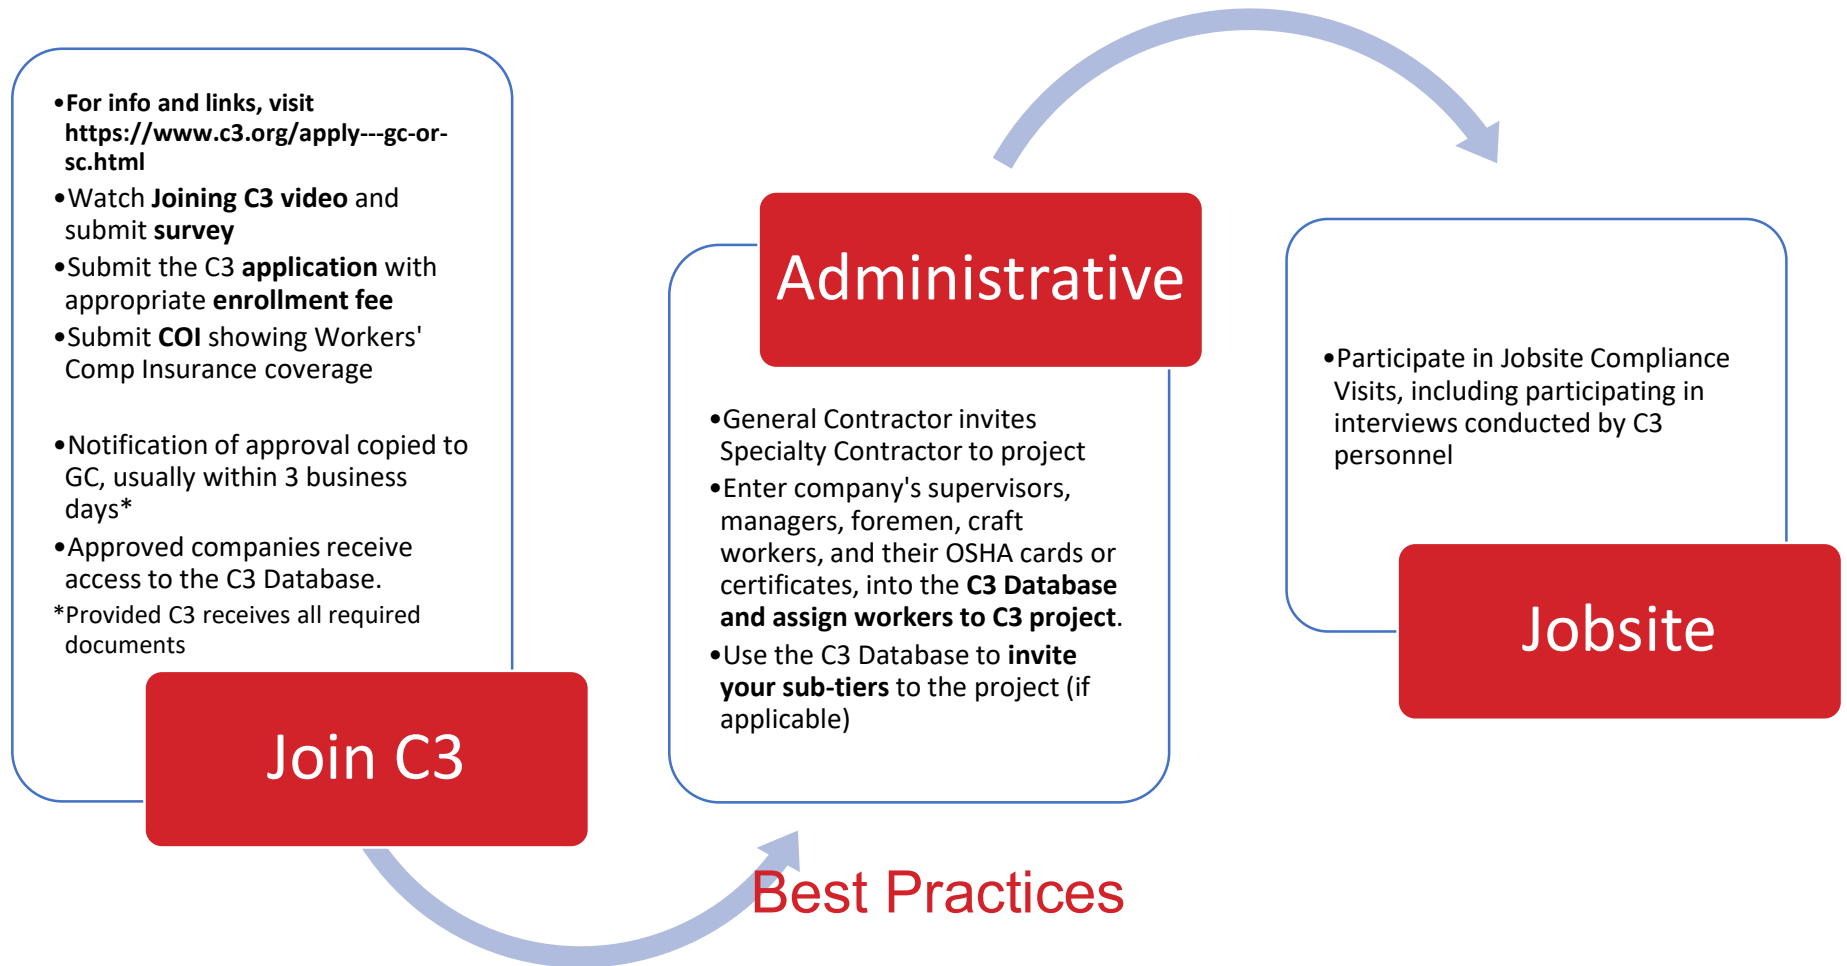 •For info and links, visit
https://www.c3.org/apply---gc-or-
sc.html
•Watch Joining C3 video and
submit survey
•Submit the C3 application with
appropriate enrollment fee
•Submit COI showing Workers'
Comp Insurance coverage
•Notification of approval copied to
GC, usually within 3 business
days*
•Approved companies receive
access to the C3 Database.
*Provided C3 receives all required
documents
Join C3
Administrative
•General Contractor invites
Specialty Contractor to project
•Enter company's supervisors,
managers, foremen, craft
workers, and their OSHA cards or
certificates, into the C3 Database
and assign workers to C3 project.
•Use the C3 Database to invite
your sub-tiers to the project (if
applicable)
•Participate in Jobsite Compliance
Visits, including participating in
interviews conducted by C3
personnel
Jobsite
Best Practices